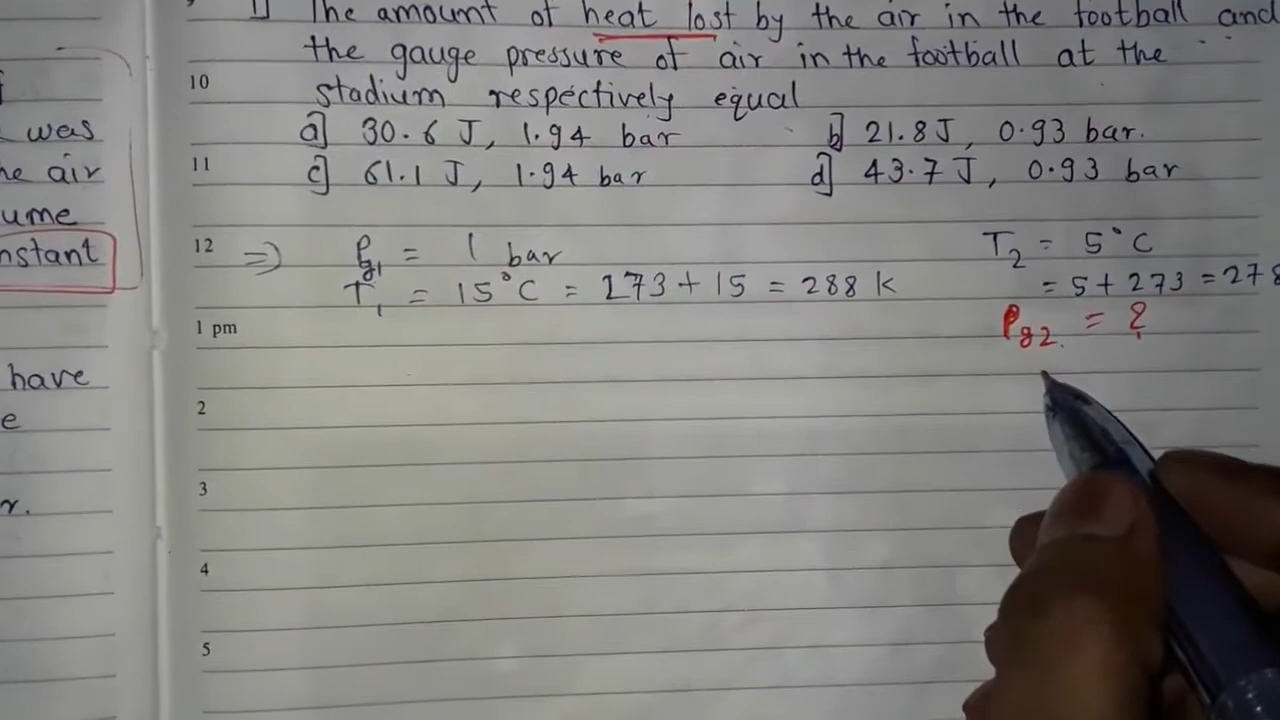 was
he air
ume
nstant
have
e
r.
1] The amount of heat lost by the air in the football and
the gauge pressure of air in the football at the
10
stadium respectively equal
a] 30.6 J, 1.94 bar b] 21.8 J, 0.93 bar.
11
c] 61.1 J, 1.94 bar d] 43.7 J, 0.93 bar
12
⇒ Pg1 = 1 bar T2 = 5°C
T1 = 15°C = 273 + 15 = 288 K = 5 + 273 = 278
1 pm
Pg2. = ?
2
3
4
5